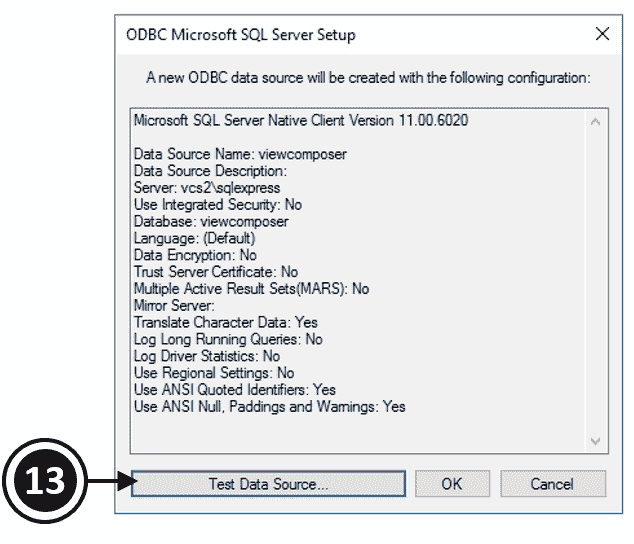 ODBC Microsoft SQL Server Setup
A new ODBC data source will be created with the following configuration:
Microsoft SQL Server Native Client Version 11.00.6020
Data Source Name: viewcomposer
Data Source Description:
Server: vcs2\sqlexpress
Use Integrated Security: No
Database: viewcomposer
Language: (Default)
Data Encryption: No
Trust Server Certificate: No
Multiple Active Result Sets(MARS): No
Mirror Server:
Translate Character Data: Yes
Log Long Running Queries: No
Log Driver Statistics: No
Use Regional Settings: No
Use ANSI Quoted Identifiers: Yes
Use ANSI Null, Paddings and Warnings: Yes
13
Test Data Source...
OK
Cancel